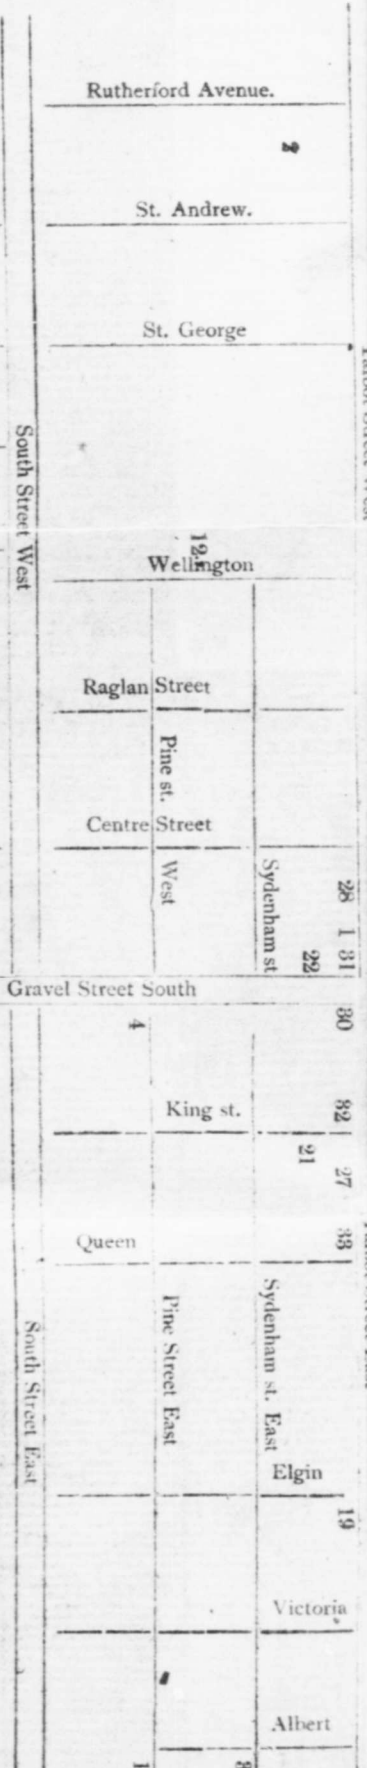 Rutherford Avenue.
2
St. Andrew.
St. George
South Street West
12
Wellington
Raglan Street
Pine st.
Centre Street
West
Sydenham st
28
1
31
22
Gravel Street South
4
30
King st.
32
21
27
Queen
33
South Street East
Pine Street East
Sydenham st. East
Elgin
19
Victoria
Albert
1